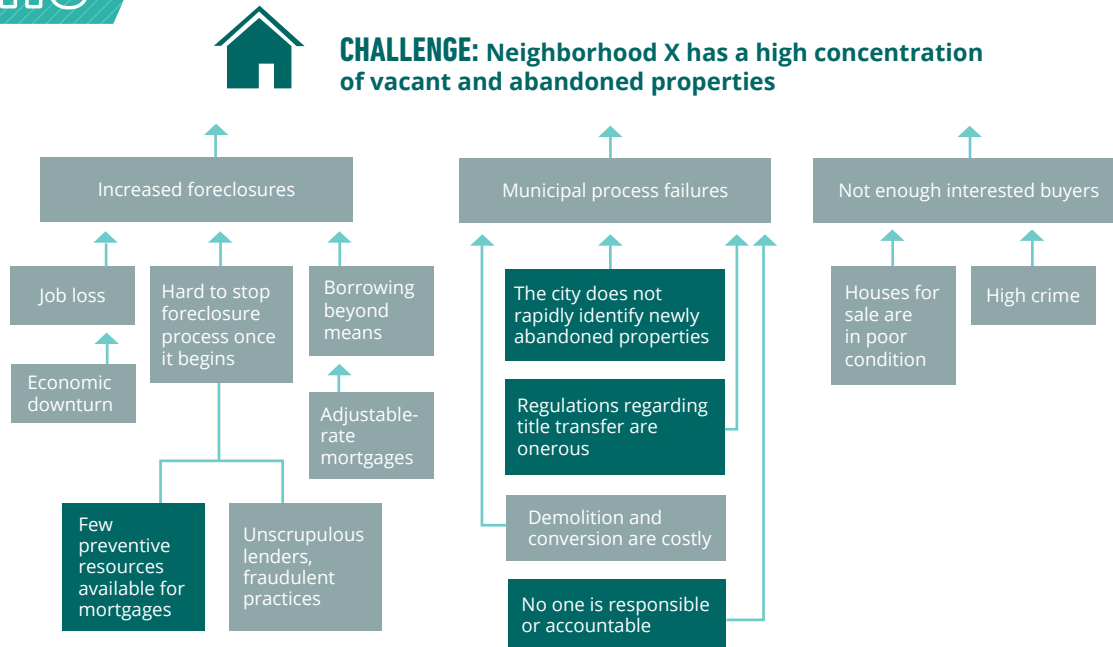 CHALLENGE: Neighborhood X has a high concentration
of vacant and abandoned properties
Increased foreclosures
Municipal process failures
Not enough interested buyers
Job loss
Hard to stop
foreclosure
process once
it begins
Borrowing
beyond
means
Economic
downturn
Adjustable-
rate
mortgages
Few
preventive
resources
available for
mortgages
Unscrupulous
lenders,
fraudulent
practices
The city does not
rapidly identify newly
abandoned properties
Regulations regarding
title transfer are
onerous
Demolition and
conversion are costly
No one is responsible
or accountable
Houses for
sale are
in poor
condition
High crime